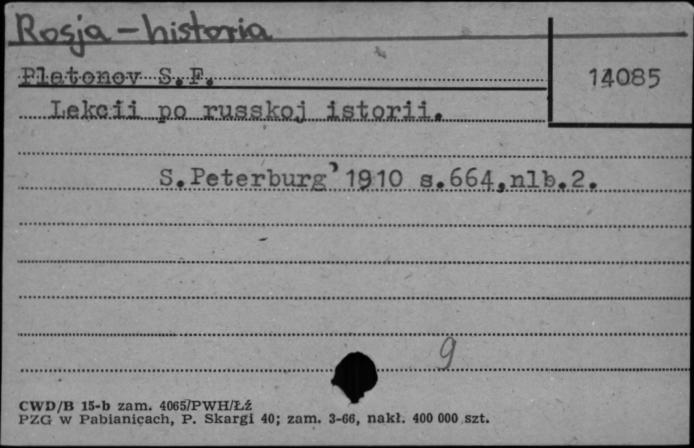 Rosja - historia
Platonov S.F.
14085
Lekcii po russkoj istorii.
S.Peterburg' 1910 s.664,nlb.2.
9
CWD/B 15-b zam. 4065/PWH/Łź
PZG w Pabianicach, P. Skargi 40; zam. 3-66, nakł. 400 000 szt.